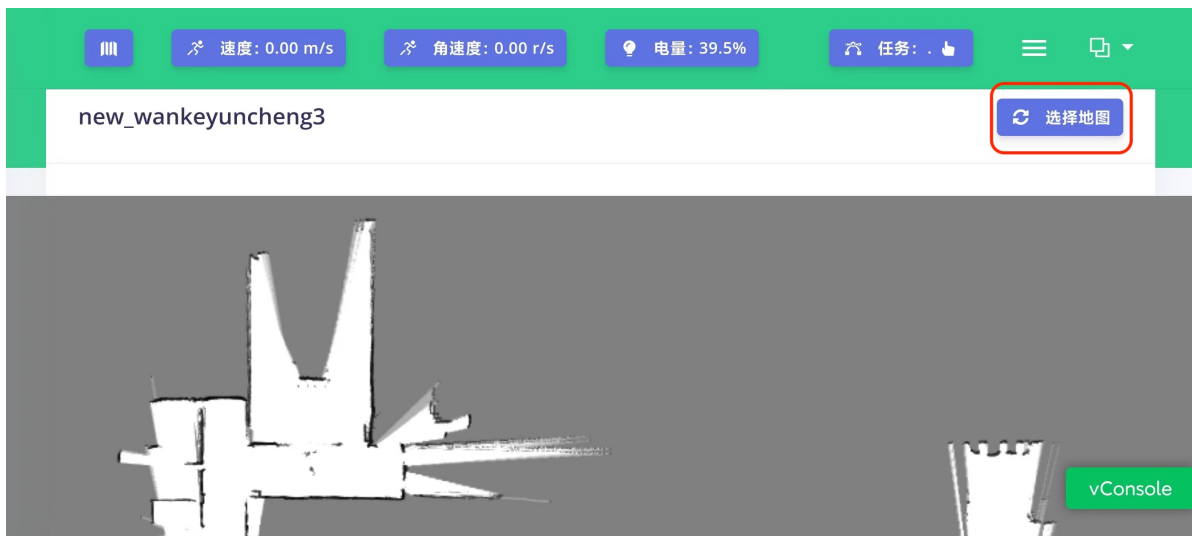 速度: 0.00 m/s
角速度: 0.00 r/s
电量: 39.5%
任务: .
new_wankeyuncheng3
选择地图
vConsole